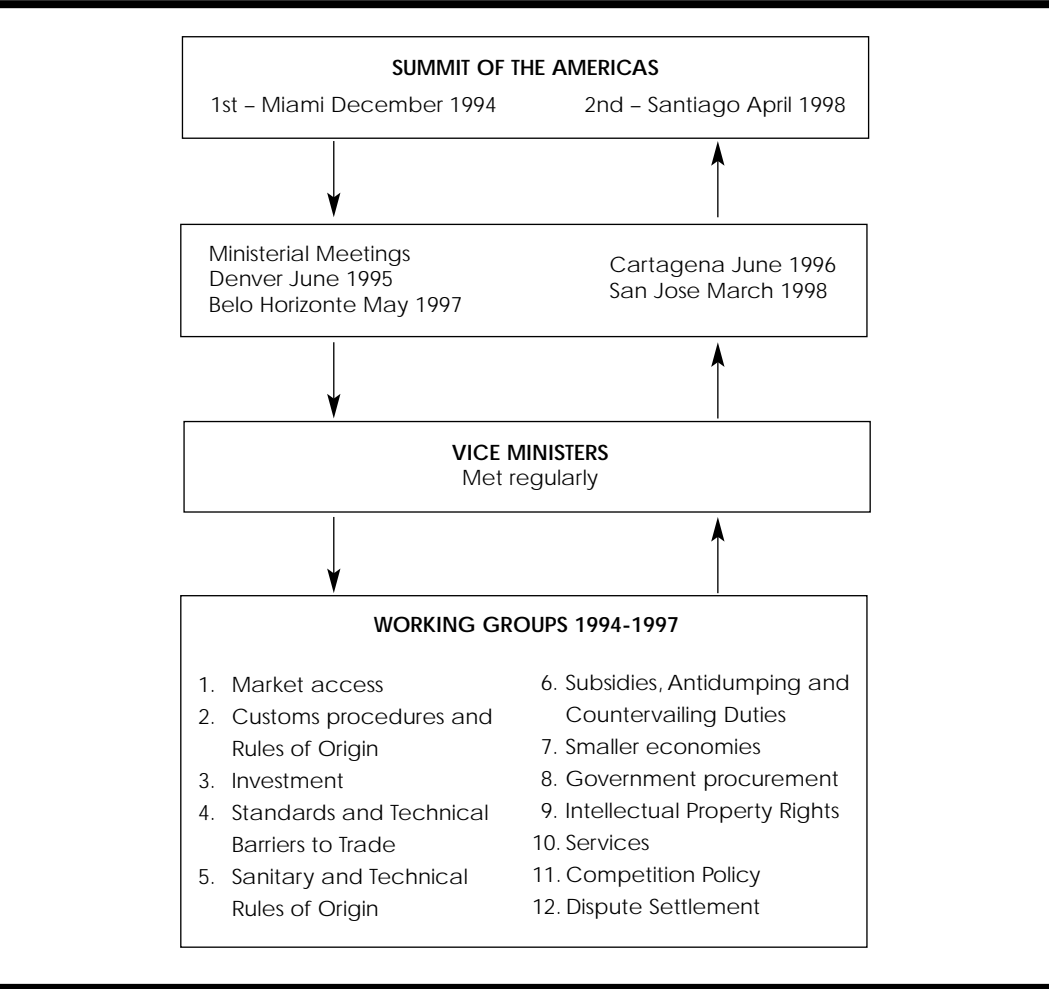 SUMMIT OF THE AMERICAS
1st – Miami December 1994
2nd – Santiago April 1998
Ministerial Meetings
Denver June 1995
Belo Horizonte May 1997
Cartagena June 1996
San Jose March 1998
VICE MINISTERS
Met regularly
WORKING GROUPS 1994-1997
1. Market access
2. Customs procedures and
Rules of Origin
3. Investment
4. Standards and Technical
Barriers to Trade
5. Sanitary and Technical
Rules of Origin
6. Subsidies, Antidumping and
Countervailing Duties
7. Smaller economies
8. Government procurement
9. Intellectual Property Rights
10. Services
11. Competition Policy
12. Dispute Settlement